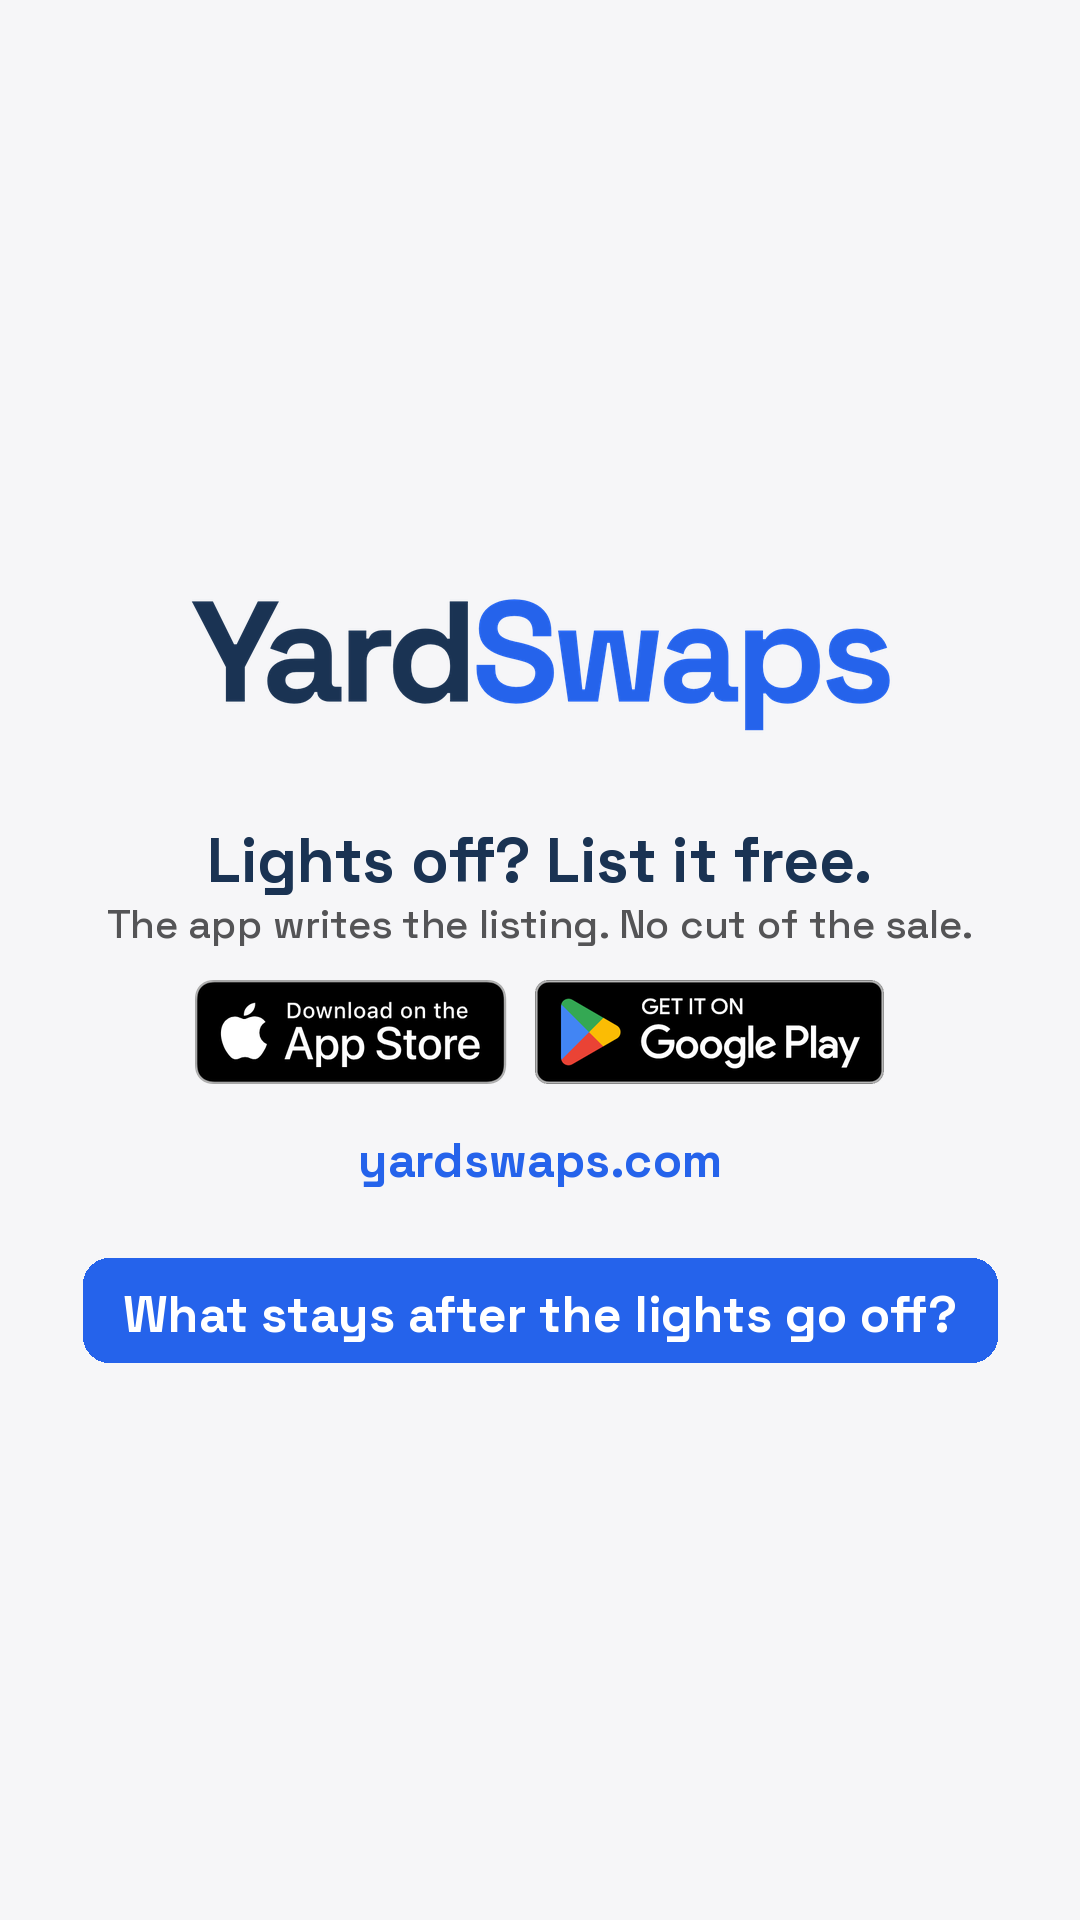 YardSwaps
Lights off? List it free.
The app writes the listing. No cut of the sale.
Download on the
App Store
GET IT ON
Google Play
yardswaps.com
What stays after the lights go off?